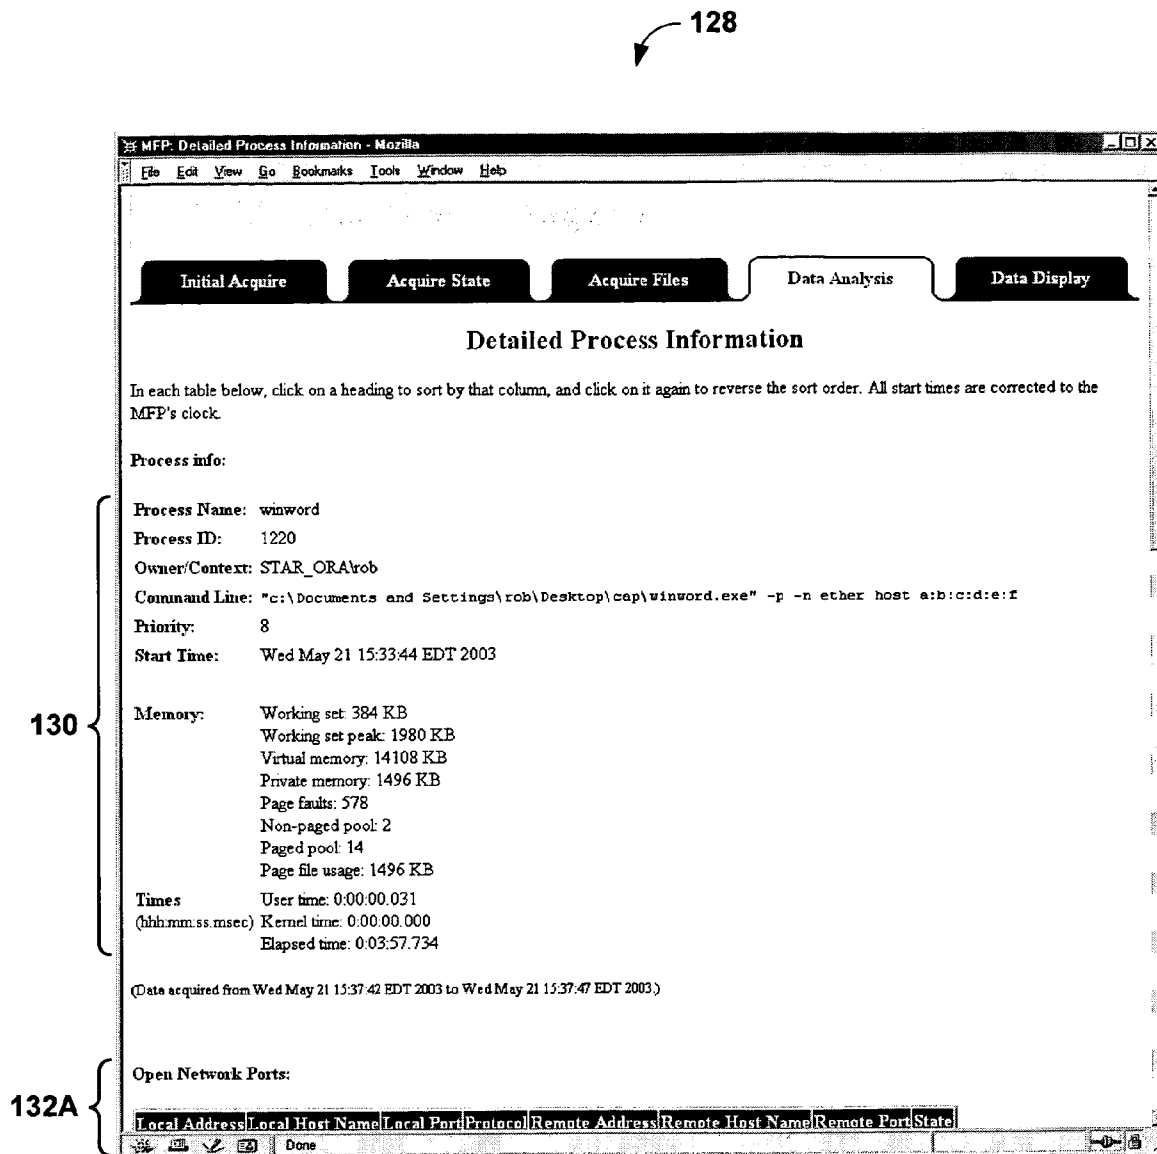 128
MFP: Detailed Process Information - Mozilla
File Edit View Go Bookmarks Tools Window Help
Initial Acquire Acquire State Acquire Files Data Analysis Data Display
Detailed Process Information
In each table below, click on a heading to sort by that column, and click on it again to reverse the sort order. All start times are corrected to the
MFP's clock.
Process info:
Process Name: winword
Process ID: 1220
Owner/Context: STAR_ORA\rob
Command Line: "c:\Documents and Settings\rob\Desktop\cap\winword.exe" -p -n ether host a:b:c:d:e:f
Priority: 8
Start Time: Wed May 21 15:33:44 EDT 2003
130
Memory: Working set: 384 KB
Working set peak: 1980 KB
Virtual memory: 14108 KB
Private memory: 1496 KB
Page faults: 578
Non-paged pool: 2
Paged pool: 14
Page file usage: 1496 KB
Times User time: 0:00:00.031
(hhh:mm:ss.msec) Kernel time: 0:00:00.000
Elapsed time: 0:03:57.734
(Data acquired from Wed May 21 15:37:42 EDT 2003 to Wed May 21 15:37:47 EDT 2003.)
132A
Open Network Ports:
Local Address Local Host Name Local Port Protocol Remote Address Remote Host Name Remote Port State
Done